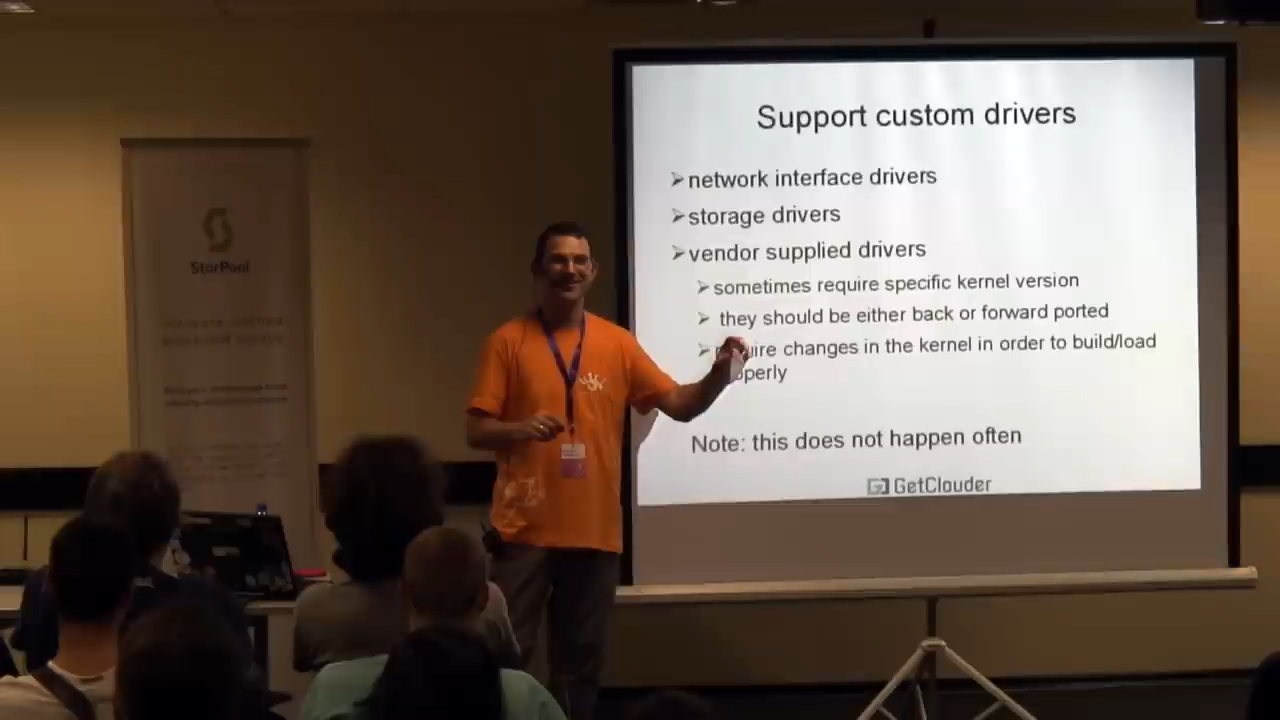 StorPool
Support custom drivers
network interface drivers
storage drivers
vendor supplied drivers
sometimes require specific kernel version
they should be either back or forward ported
changes in the kernel in order to build/load
Note: this does not happen often
GetClouder